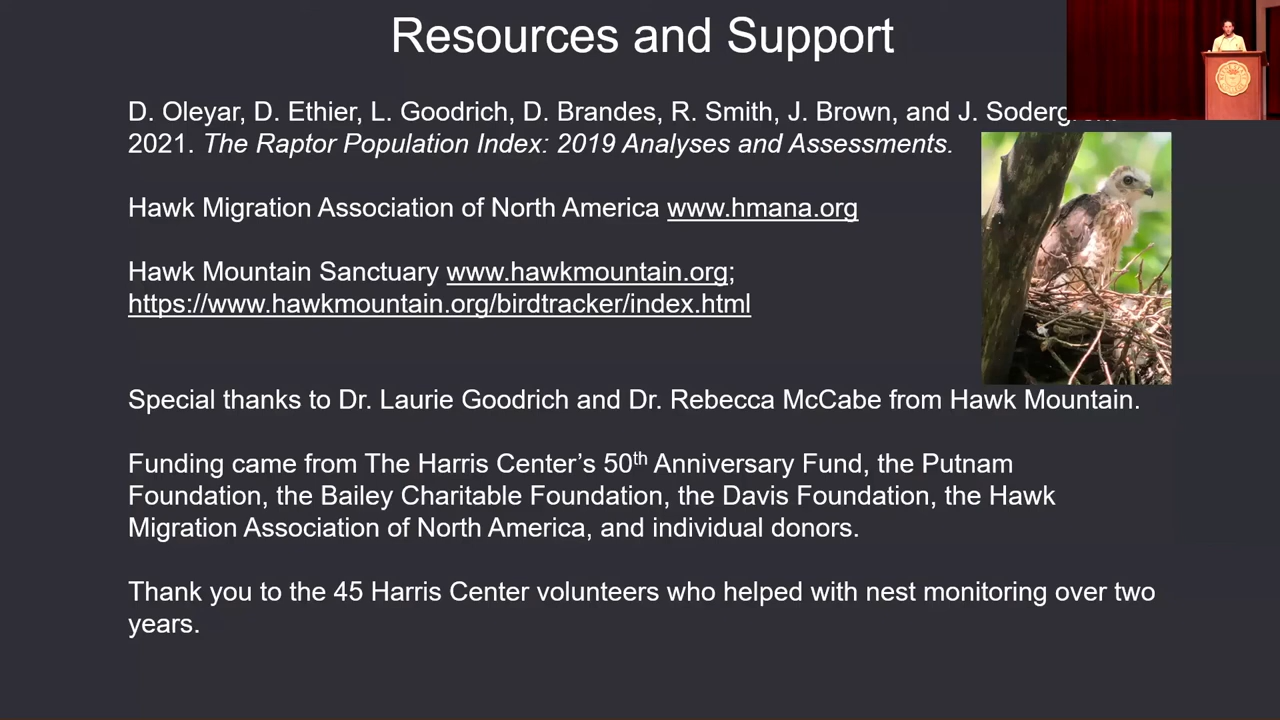 Resources and Support
D. Oleyar, D. Ethier, L. Goodrich, D. Brandes, R. Smith, J. Brown, and J.
2021. The Raptor Population Index: 2019 Analyses and Assessments.
Hawk Migration Association of North America www.hmana.org
Hawk Mountain Sanctuary www.hawkmountain.org;
https://www.hawkmountain.org/birdtracker/index.html
Special thanks to Dr. Laurie Goodrich and Dr. Rebecca McCabe from Hawk Mountain.
Funding came from The Harris Center’s 50th Anniversary Fund, the Putnam
Foundation, the Bailey Charitable Foundation, the Davis Foundation, the Hawk
Migration Association of North America, and individual donors.
Thank you to the 45 Harris Center volunteers who helped with nest monitoring over two
years.